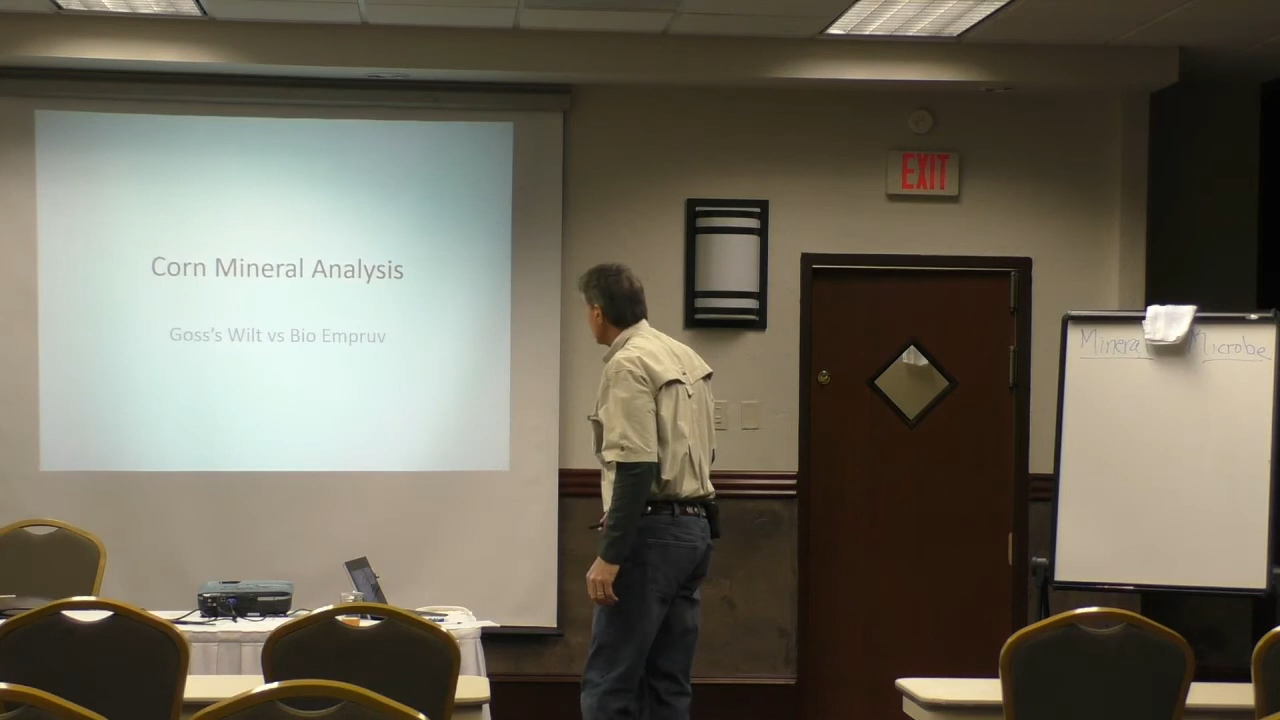 Corn Mineral Analysis
Goss's Wilt vs Bio Empruv
EXIT
Minera Microbe